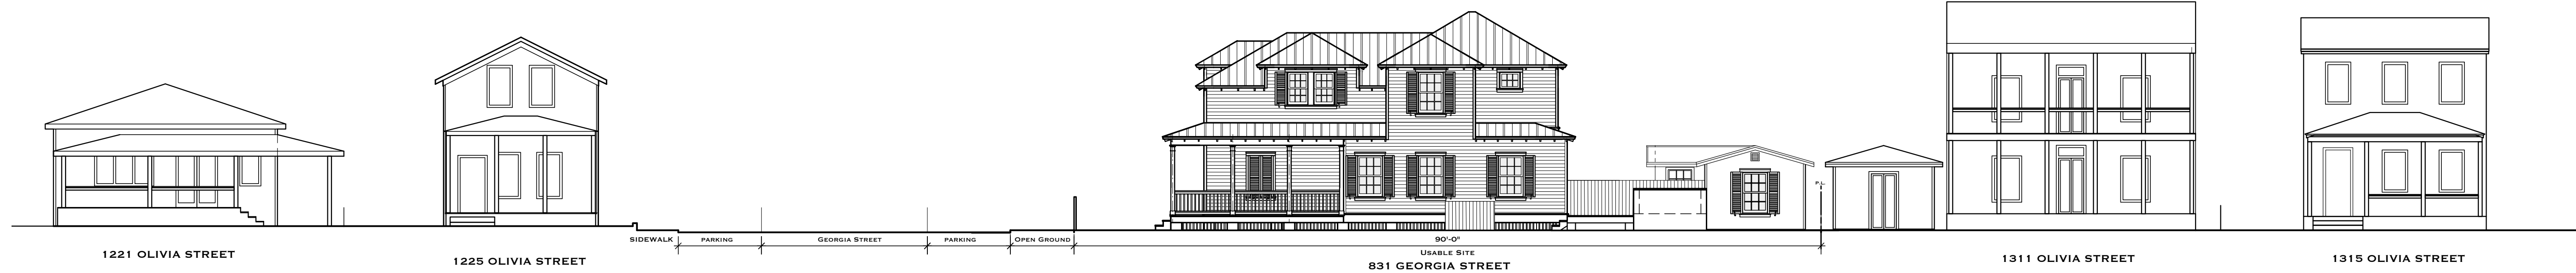 P.L.
SIDEWALK PARKING GEORGIA STREET PARKING OPEN GROUND 90'-0"
USABLE SITE
1221 OLIVIA STREET
1225 OLIVIA STREET
831 GEORGIA STREET
1311 OLIVIA STREET
1315 OLIVIA STREET